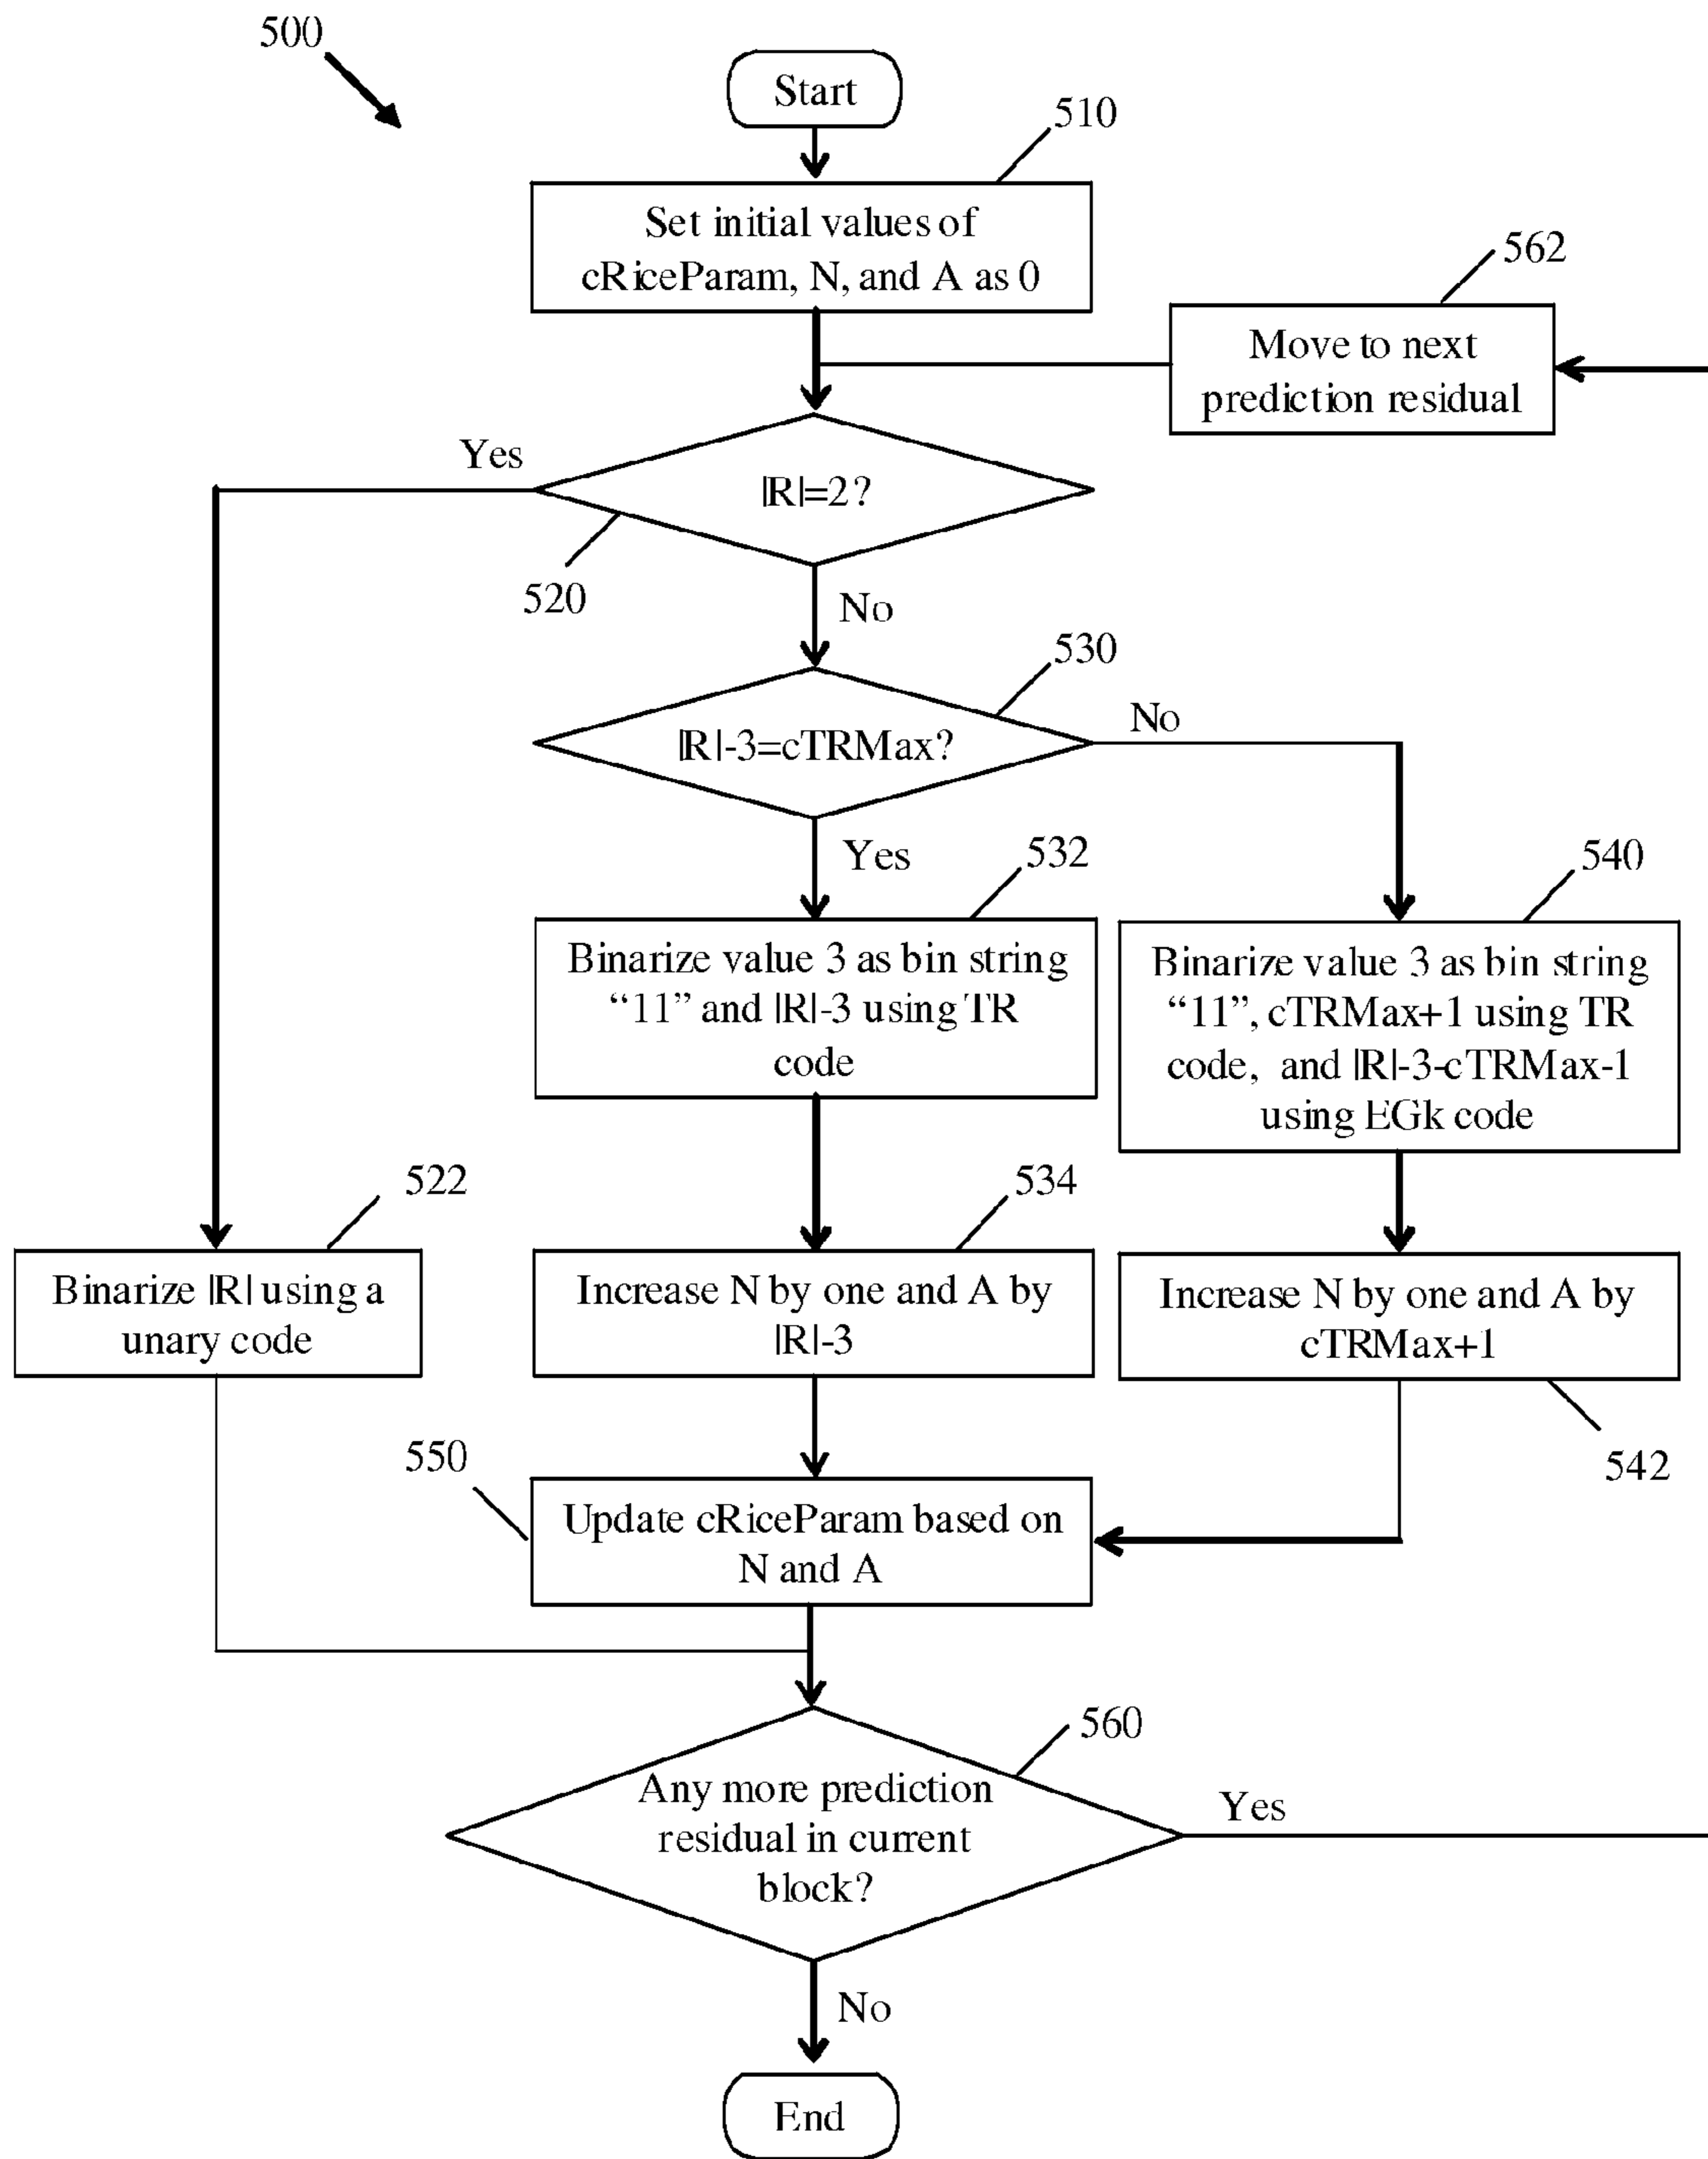 500
Start
510
Set initial values of
cRiceParam, N, and A as 0
562
Move to next
prediction residual
Yes
|R|=2?
520
No
530
|R|-3=cTRMax?
No
Yes
532
540
Binarize value 3 as bin string
“11” and |R|-3 using TR
code
Binarize value 3 as bin string
“11”, cTRMax+1 using TR
code, and |R|-3-cTRMax-1
using EGk code
522
534
Binarize |R| using a
unary code
Increase N by one and A by
|R|-3
Increase N by one and A by
cTRMax+1
550
542
Update cRiceParam based on
N and A
560
Any more prediction
residual in current
block?
Yes
No
End